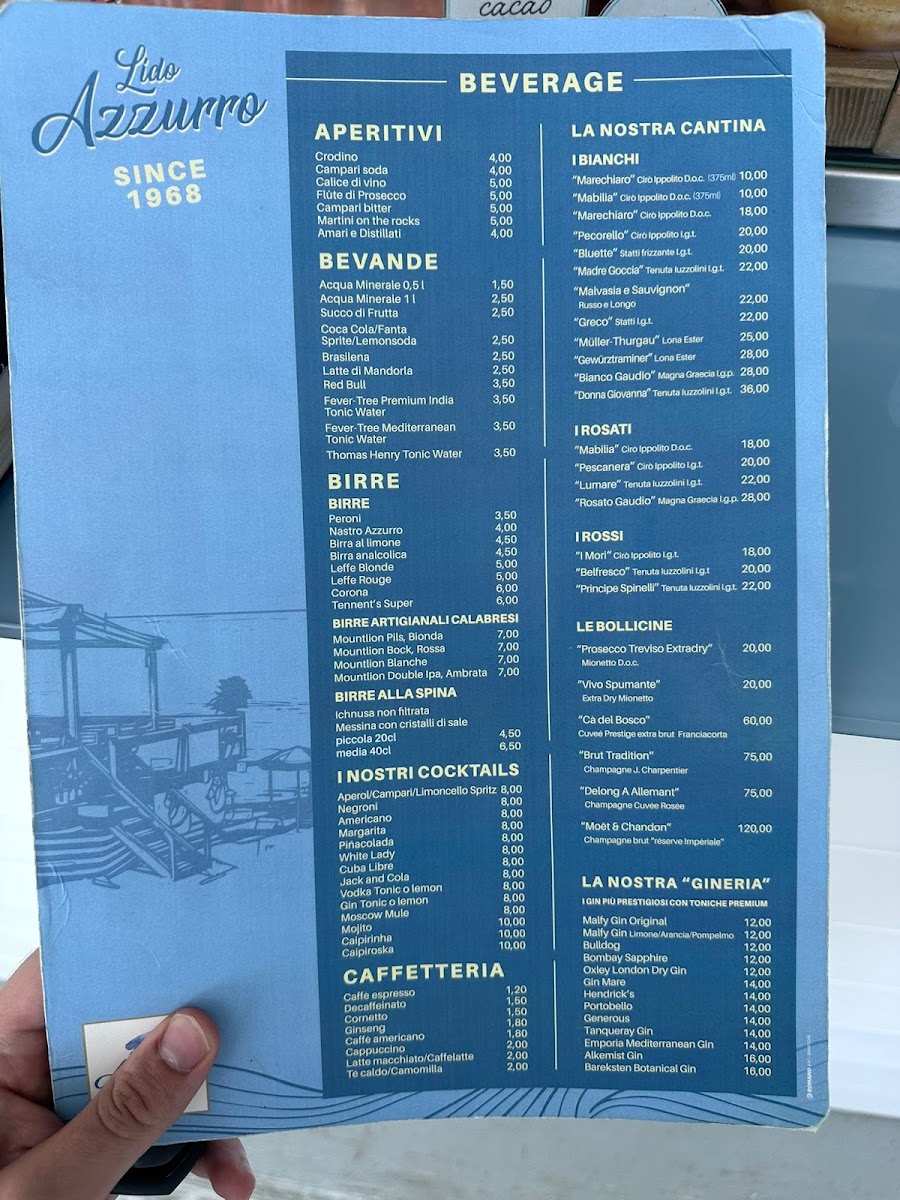 cacao
Lido
Azzurro
SINCE
1968
BEVERAGE
APERITIVI
Crodino 4,00
Campari soda 4,00
Calice di vino 5,00
Flûte di Prosecco 5,00
Campari bitter 5,00
Martini on the rocks 5,00
Amari e Distillati 4,00
BEVANDE
Acqua Minerale 0,5 l 1,50
Acqua Minerale 1 l 2,50
Succo di Frutta 2,50
Coca Cola/Fanta
Sprite/Lemonsoda 2,50
Brasilena 2,50
Latte di Mandorla 2,50
Red Bull 3,50
Fever-Tree Premium India 3,50
Tonic Water
Fever-Tree Mediterranean 3,50
Tonic Water
Thomas Henry Tonic Water 3,50
BIRRE
BIRRE
Peroni 3,50
Nastro Azzurro 4,00
Birra al limone 4,50
Birra analcolica 4,50
Leffe Blonde 5,00
Leffe Rouge 5,00
Corona 6,00
Tennent's Super 6,00
BIRRE ARTIGIANALI CALABRESI
Mountlion Pils, Bionda 7,00
Mountlion Bock, Rossa 7,00
Mountlion Blanche 7,00
Mountlion Double Ipa, Ambrata 7,00
BIRRE ALLA SPINA
Ichnusa non filtrata
Messina con cristalli di sale
piccola 20cl 4,50
media 40cl 6,50
I NOSTRI COCKTAILS
Aperol/Campari/Limoncello Spritz 8,00
Negroni 8,00
Americano 8,00
Margarita 8,00
Piñacolada 8,00
White Lady 8,00
Cuba Libre 8,00
Jack and Cola 8,00
Vodka Tonic o lemon 8,00
Gin Tonic o lemon 8,00
Moscow Mule 8,00
Mojito 10,00
Caipirinha 10,00
Caipiroska 10,00
CAFFETTERIA
Caffè espresso 1,20
Decaffeinato 1,50
Cornetto 1,50
Ginseng 1,80
Caffè americano 1,80
Cappuccino 2,00
Latte macchiato/Caffelatte 2,00
Tè caldo/Camomilla 2,00
LA NOSTRA CANTINA
I BIANCHI
"Marechiaro" Cirò Ippolito D.o.c. (375ml) 10,00
"Mabilia" Cirò Ippolito D.o.c. (375ml) 10,00
"Marechiaro" Cirò Ippolito D.o.c. 18,00
"Pecorello" Cirò Ippolito I.g.t. 20,00
"Bluette" Statti frizzante I.g.t. 20,00
"Madre Goccia" Tenuta Iuzzolini I.g.t. 22,00
"Malvasia e Sauvignon"
Russo e Longo 22,00
"Greco" Statti I.g.t. 22,00
"Müller-Thurgau" Lona Ester 25,00
"Gewürztraminer" Lona Ester 28,00
"Bianco Gaudio" Magna Graecia I.g.p. 28,00
"Donna Giovanna" Tenuta Iuzzolini I.g.t. 36,00
I ROSATI
"Mabilia" Cirò Ippolito D.o.c. 18,00
"Pescanera" Cirò Ippolito I.g.t. 20,00
"Lumare" Tenuta Iuzzolini I.g.t. 22,00
"Rosato Gaudio" Magna Graecia I.g.p. 28,00
I ROSSI
"I Mori" Cirò Ippolito I.g.t. 18,00
"Belfresco" Tenuta Iuzzolini I.g.t 20,00
"Principe Spinelli" Tenuta Iuzzolini I.g.t. 22,00
LE BOLLICINE
"Prosecco Treviso Extradry" 20,00
Mionetto D.o.c.
"Vivo Spumante" 20,00
Extra Dry Mionetto
"Cà del Bosco" 60,00
Cuveé Prestige extra brut Franciacorta
"Brut Tradition" 75,00
Champagne J. Charpentier
"Delong A Allemant" 75,00
Champagne Cuvée Rosée
"Moët & Chandon" 120,00
Champagne brut "réserve Impériale"
LA NOSTRA "GINERIA"
I GIN PIÙ PRESTIGIOSI CON TONICHE PREMIUM
Malfy Gin Original 12,00
Malfy Gin Limone/Arancia/Pompelmo 12,00
Bulldog 12,00
Bombay Sapphire 12,00
Oxley London Dry Gin 12,00
Gin Mare 14,00
Hendrick's 14,00
Portobello 14,00
Generous 14,00
Tanqueray Gin 14,00
Emporia Mediterranean Gin 14,00
Alkemist Gin 16,00
Bareksten Botanical Gin 16,00